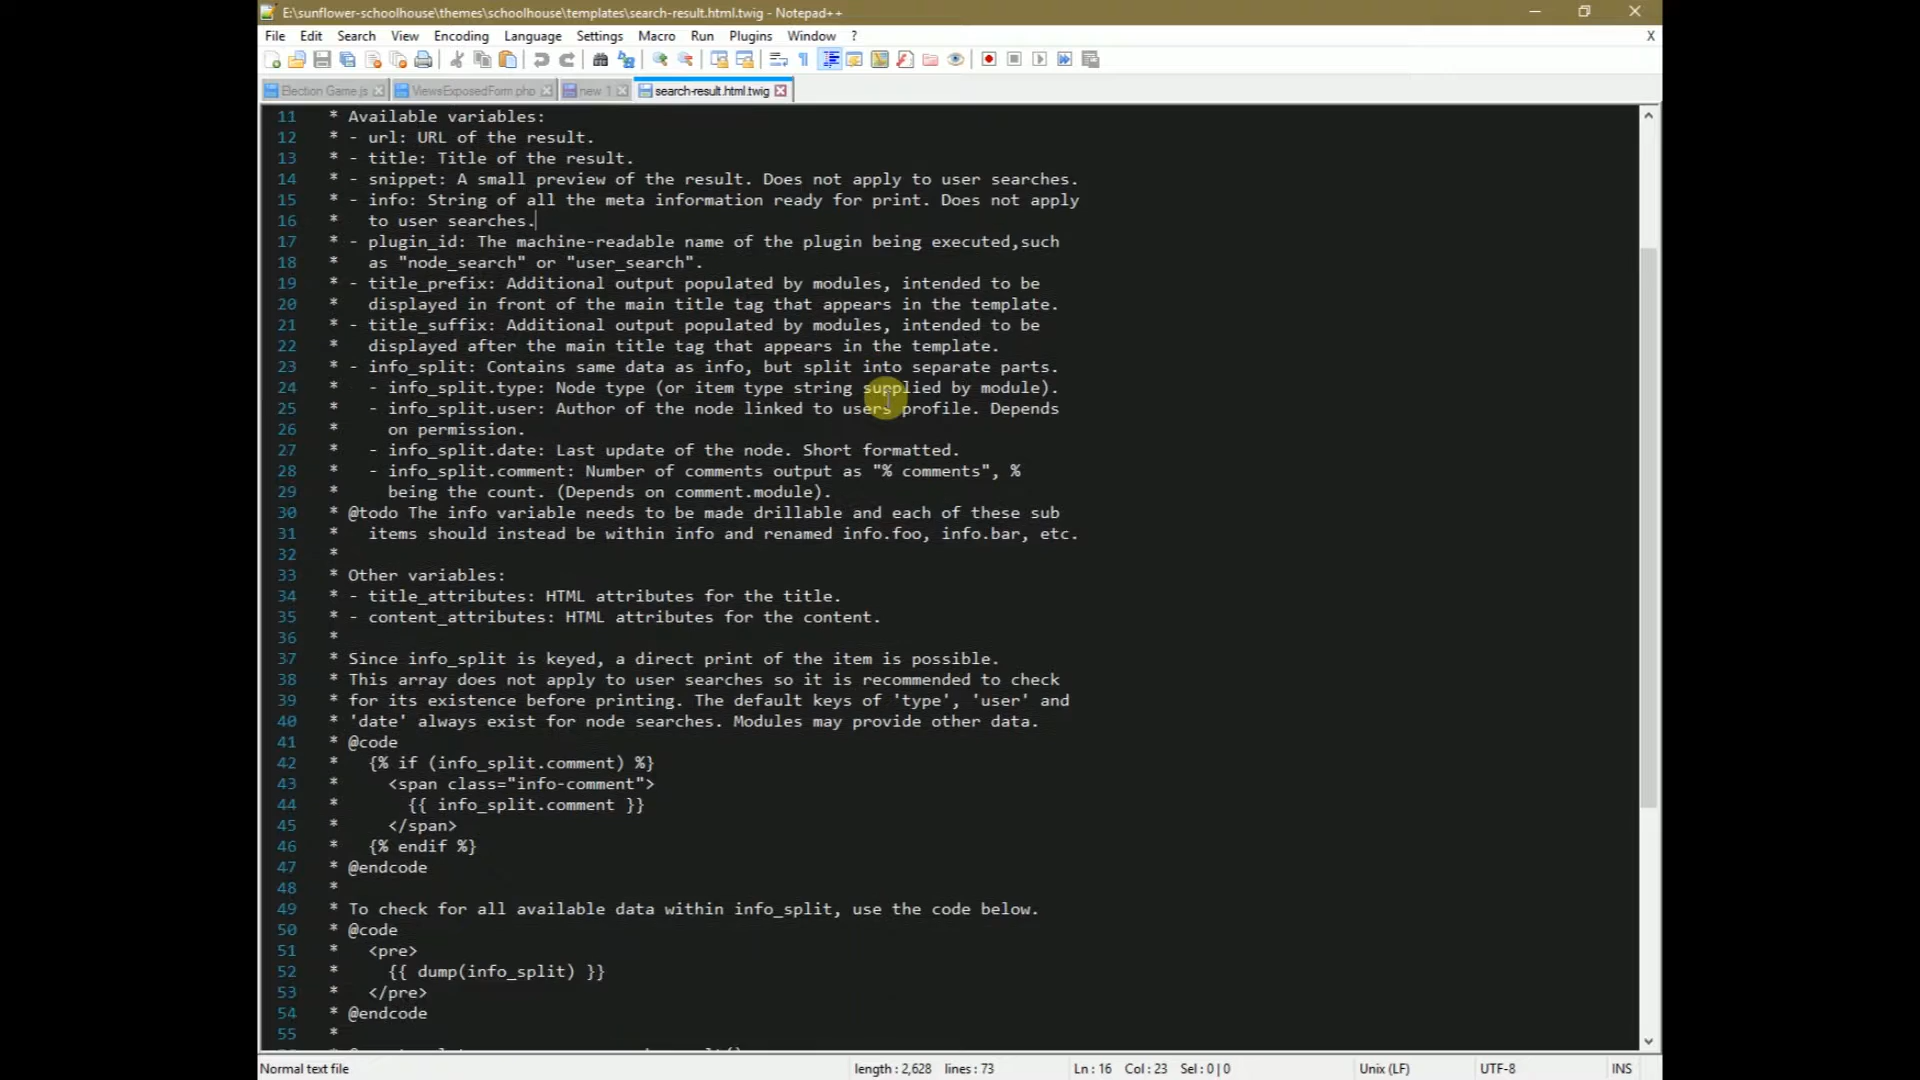 E:\sunflower-schoolhouse\themes\schoolhouse\templates\search-result.html.twig - Notepad++
File Edit Search View Encoding Language Settings Macro Run Plugins Window ? X
Election Game.js ViewsExposedForm.php new 1 search-result.html.twig
11 * Available variables:
12 * - url: URL of the result.
13 * - title: Title of the result.
14 * - snippet: A small preview of the result. Does not apply to user searches.
15 * - info: String of all the meta information ready for print. Does not apply
16 * to user searches.
17 * - plugin_id: The machine-readable name of the plugin being executed,such
18 * as "node_search" or "user_search".
19 * - title_prefix: Additional output populated by modules, intended to be
20 * displayed in front of the main title tag that appears in the template.
21 * - title_suffix: Additional output populated by modules, intended to be
22 * displayed after the main title tag that appears in the template.
23 * - info_split: Contains same data as info, but split into separate parts.
24 * - info_split.type: Node type (or item type string supplied by module).
25 * - info_split.user: Author of the node linked to users profile. Depends
26 * on permission.
27 * - info_split.date: Last update of the node. Short formatted.
28 * - info_split.comment: Number of comments output as "% comments", %
29 * being the count. (Depends on comment.module).
30 * @todo The info variable needs to be made drillable and each of these sub
31 * items should instead be within info and renamed info.foo, info.bar, etc.
32 *
33 * Other variables:
34 * - title_attributes: HTML attributes for the title.
35 * - content_attributes: HTML attributes for the content.
36 *
37 * Since info_split is keyed, a direct print of the item is possible.
38 * This array does not apply to user searches so it is recommended to check
39 * for its existence before printing. The default keys of 'type', 'user' and
40 * 'date' always exist for node searches. Modules may provide other data.
41 * @code
42 * {% if (info_split.comment) %}
43 * <span class="info-comment">
44 * {{ info_split.comment }}
45 * </span>
46 * {% endif %}
47 * @endcode
48 *
49 * To check for all available data within info_split, use the code below.
50 * @code
51 * <pre>
52 * {{ dump(info_split) }}
53 * </pre>
54 * @endcode
55 *
Normal text file length : 2,628 lines : 73 Ln : 16 Col : 23 Sel : 0 | 0 Unix (LF) UTF-8 INS